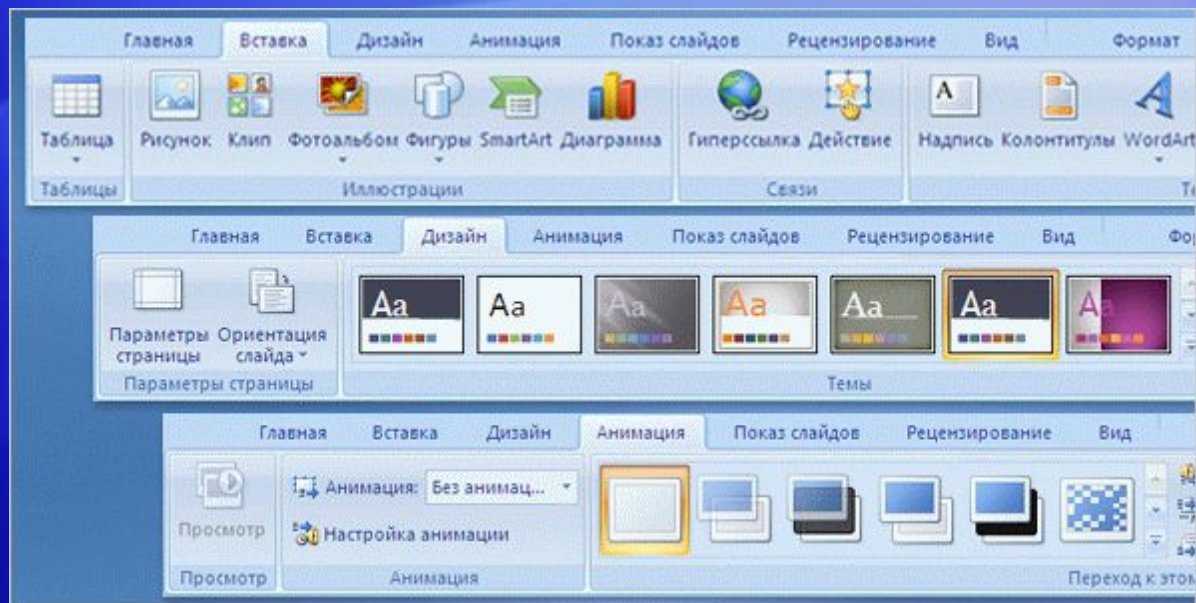 Главная Вставка Дизайн Анимация Показ слайдов Рецензирование Вид Формат
Таблица Рисунок Клип Фотоальбом Фигуры SmartArt Диаграмма Гиперссылка Действие Надпись Колонтитулы WordArt
Таблицы Иллюстрации Связи
Главная Вставка Дизайн Анимация Показ слайдов Рецензирование Вид
Aa Aa Aa Aa Aa Aa A
Параметры Ориентация
страницы слайда
Параметры страницы Темы
Главная Вставка Дизайн Анимация Показ слайдов Рецензирование Вид
Анимация: Без анимац...
Просмотр Настройка анимации
Просмотр Анимация Переход к